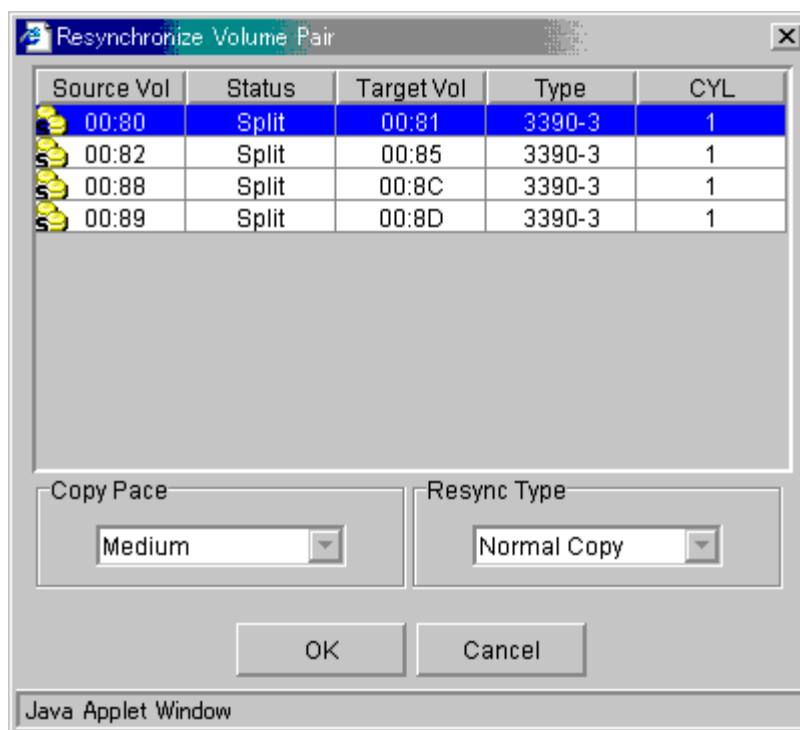 Resynchronize Volume Pair
Source Vol Status Target Vol Type CYL
S 00:80 Split 00:81 3390-3 1
S 00:82 Split 00:85 3390-3 1
S 00:88 Split 00:8C 3390-3 1
S 00:89 Split 00:8D 3390-3 1
Copy Pace Resync Type
Medium Normal Copy
OK Cancel
Java Applet Window